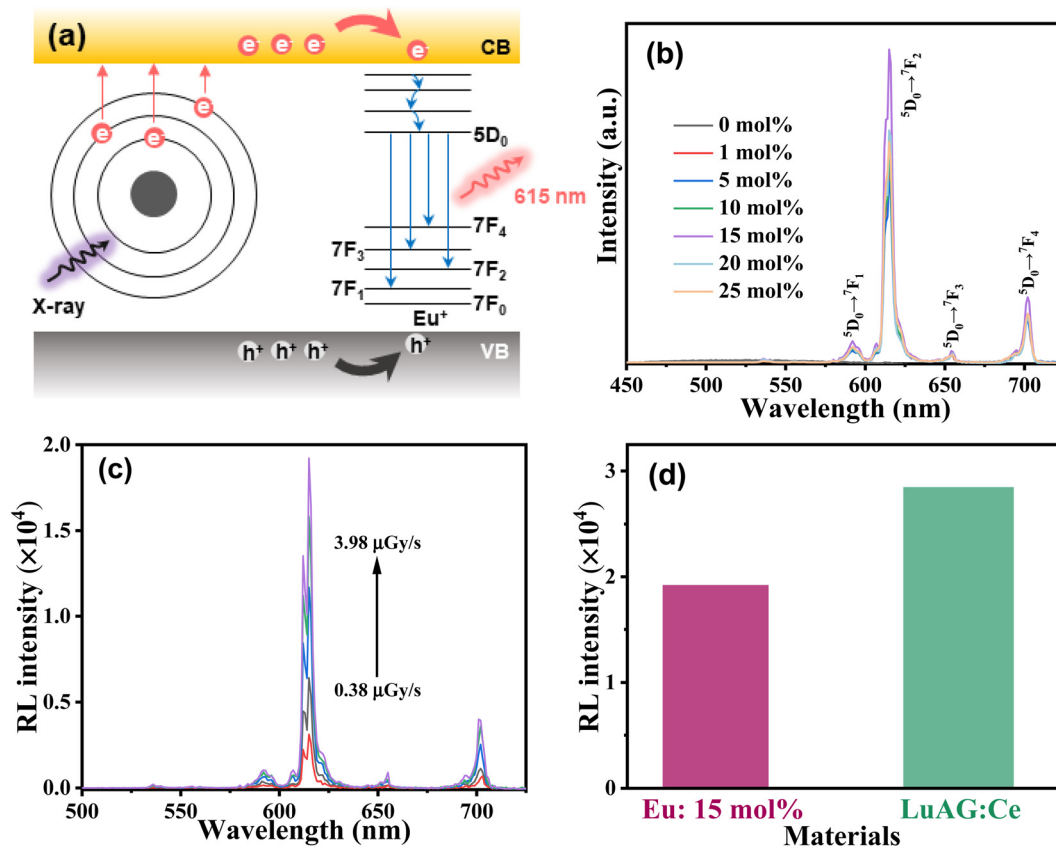 (a)
e⁻ e⁻ e⁻ e⁻ CB
e⁻ e⁻ e⁻
5D₀
615 nm
7F₄
7F₃
7F₂
7F₁
7F₀
X-ray
Eu⁺
h⁺ h⁺ h⁺ h⁺ VB
(b)
Intensity (a.u.)
0 mol%
1 mol%
5 mol%
10 mol%
15 mol%
20 mol%
25 mol%
⁵D₀→⁷F₁
⁵D₀→⁷F₂
⁵D₀→⁷F₃
⁵D₀→⁷F₄
450 500 550 600 650 700
Wavelength (nm)
(c)
RL intensity (×10⁴)
2.0
1.5
1.0
0.5
0.0
3.98 μGy/s
0.38 μGy/s
500 550 600 650 700
Wavelength (nm)
(d)
RL intensity (×10⁴)
3
2
1
0
Eu: 15 mol% LuAG:Ce
Materials